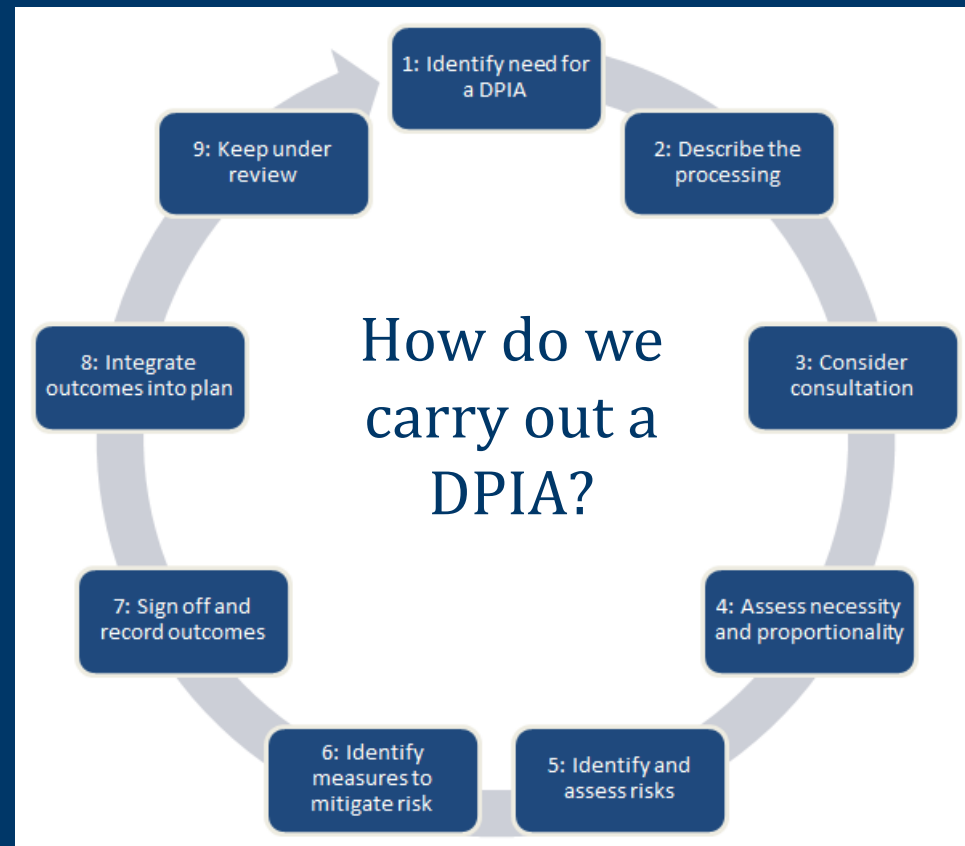 1: Identify need for
a DPIA
2: Describe the
processing
3: Consider
consultation
4: Assess necessity
and proportionality
5: Identify and
assess risks
6: Identify
measures to
mitigate risk
7: Sign off and
record outcomes
8: Integrate
outcomes into plan
9: Keep under
review
How do we
carry out a
DPIA?